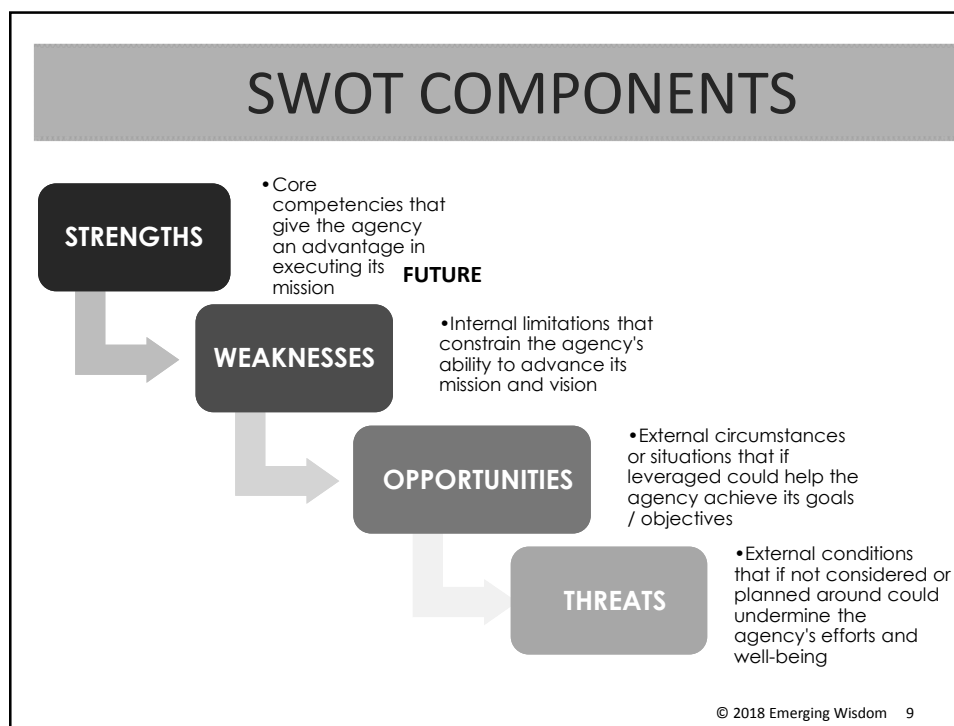 SWOT COMPONENTS
STRENGTHS
•Core
competencies that
give the agency
an advantage in
executing its
mission
FUTURE
WEAKNESSES
•Internal limitations that
constrain the agency's
ability to advance its
mission and vision
OPPORTUNITIES
•External circumstances
or situations that if
leveraged could help the
agency achieve its goals
/ objectives
THREATS
•External conditions
that if not considered or
planned around could
undermine the
agency's efforts and
well-being
© 2018 Emerging Wisdom 9